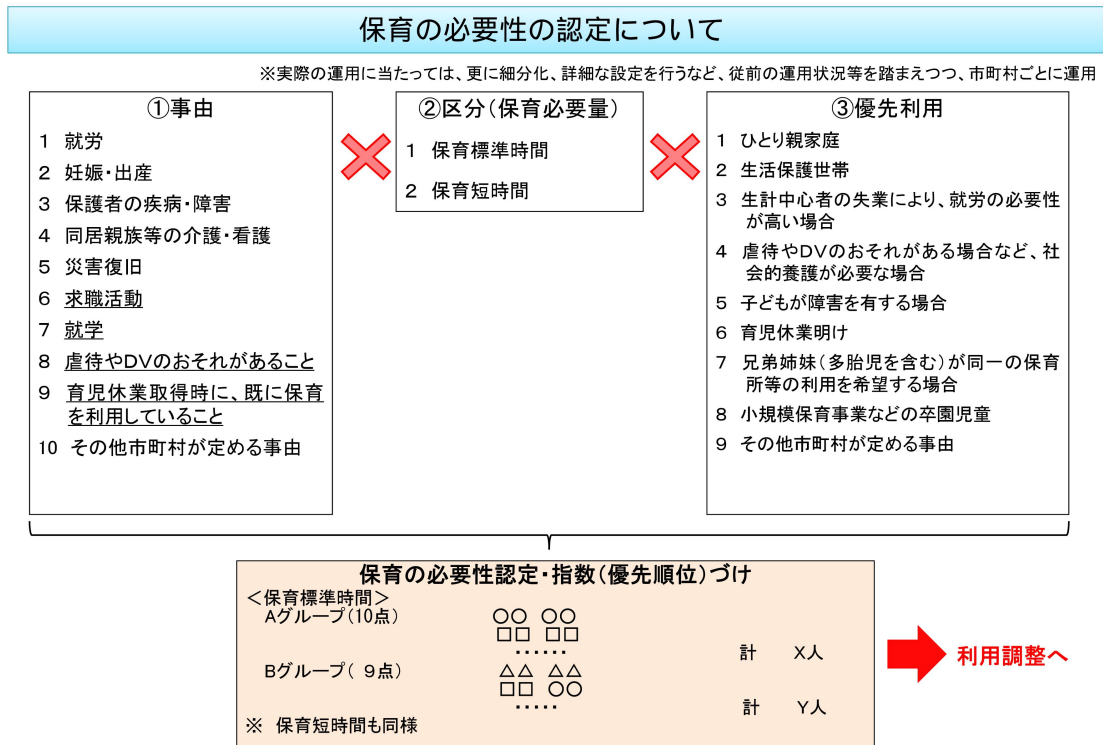 保育の必要性の認定について
※実際の運用に当たっては、更に細分化、詳細な設定を行うなど、従前の運用状況等を踏まえつつ、市町村ごとに運用
①事由
1 就労
2 妊娠・出産
3 保護者の疾病・障害
4 同居親族等の介護・看護
5 災害復旧
6 求職活動
7 就学
8 虐待やDVのおそれがあること
9 育児休業取得時に、既に保育
を利用していること
10 その他市町村が定める事由
②区分（保育必要量）
1 保育標準時間
2 保育短時間
③優先利用
1 ひとり親家庭
2 生活保護世帯
3 生計中心者の失業により、就労の必要性
が高い場合
4 虐待やDVのおそれがある場合など、社
会的養護が必要な場合
5 子どもが障害を有する場合
6 育児休業明け
7 兄弟姉妹（多胎児を含む）が同一の保育
所等の利用を希望する場合
8 小規模保育事業などの卒園児童
9 その他市町村が定める事由
保育の必要性認定・指数（優先順位）づけ
＜保育標準時間＞
Aグループ（10点） ○○ ○○
□□ □□
‥‥‥
計 X人
Bグループ（ 9点） △△ △△
□□ ○○
‥‥‥
計 Y人
※ 保育短時間も同様
利用調整へ